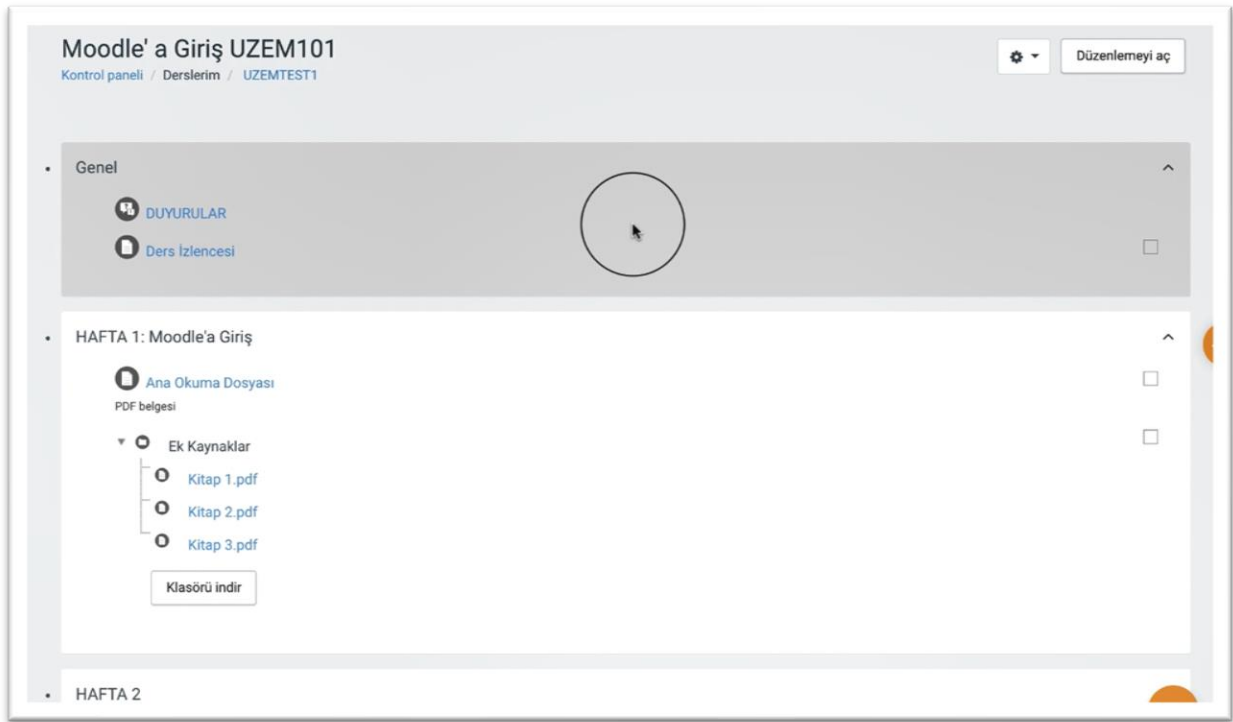 Moodle' a Giriş UZEM101
Kontrol paneli / Derslerim / UZEMTEST1
Düzenlemeyi aç
Genel
DUYURULAR
Ders İzlencesi
HAFTA 1: Moodle'a Giriş
Ana Okuma Dosyası
PDF belgesi
Ek Kaynaklar
Kitap 1.pdf
Kitap 2.pdf
Kitap 3.pdf
Klasörü indir
HAFTA 2